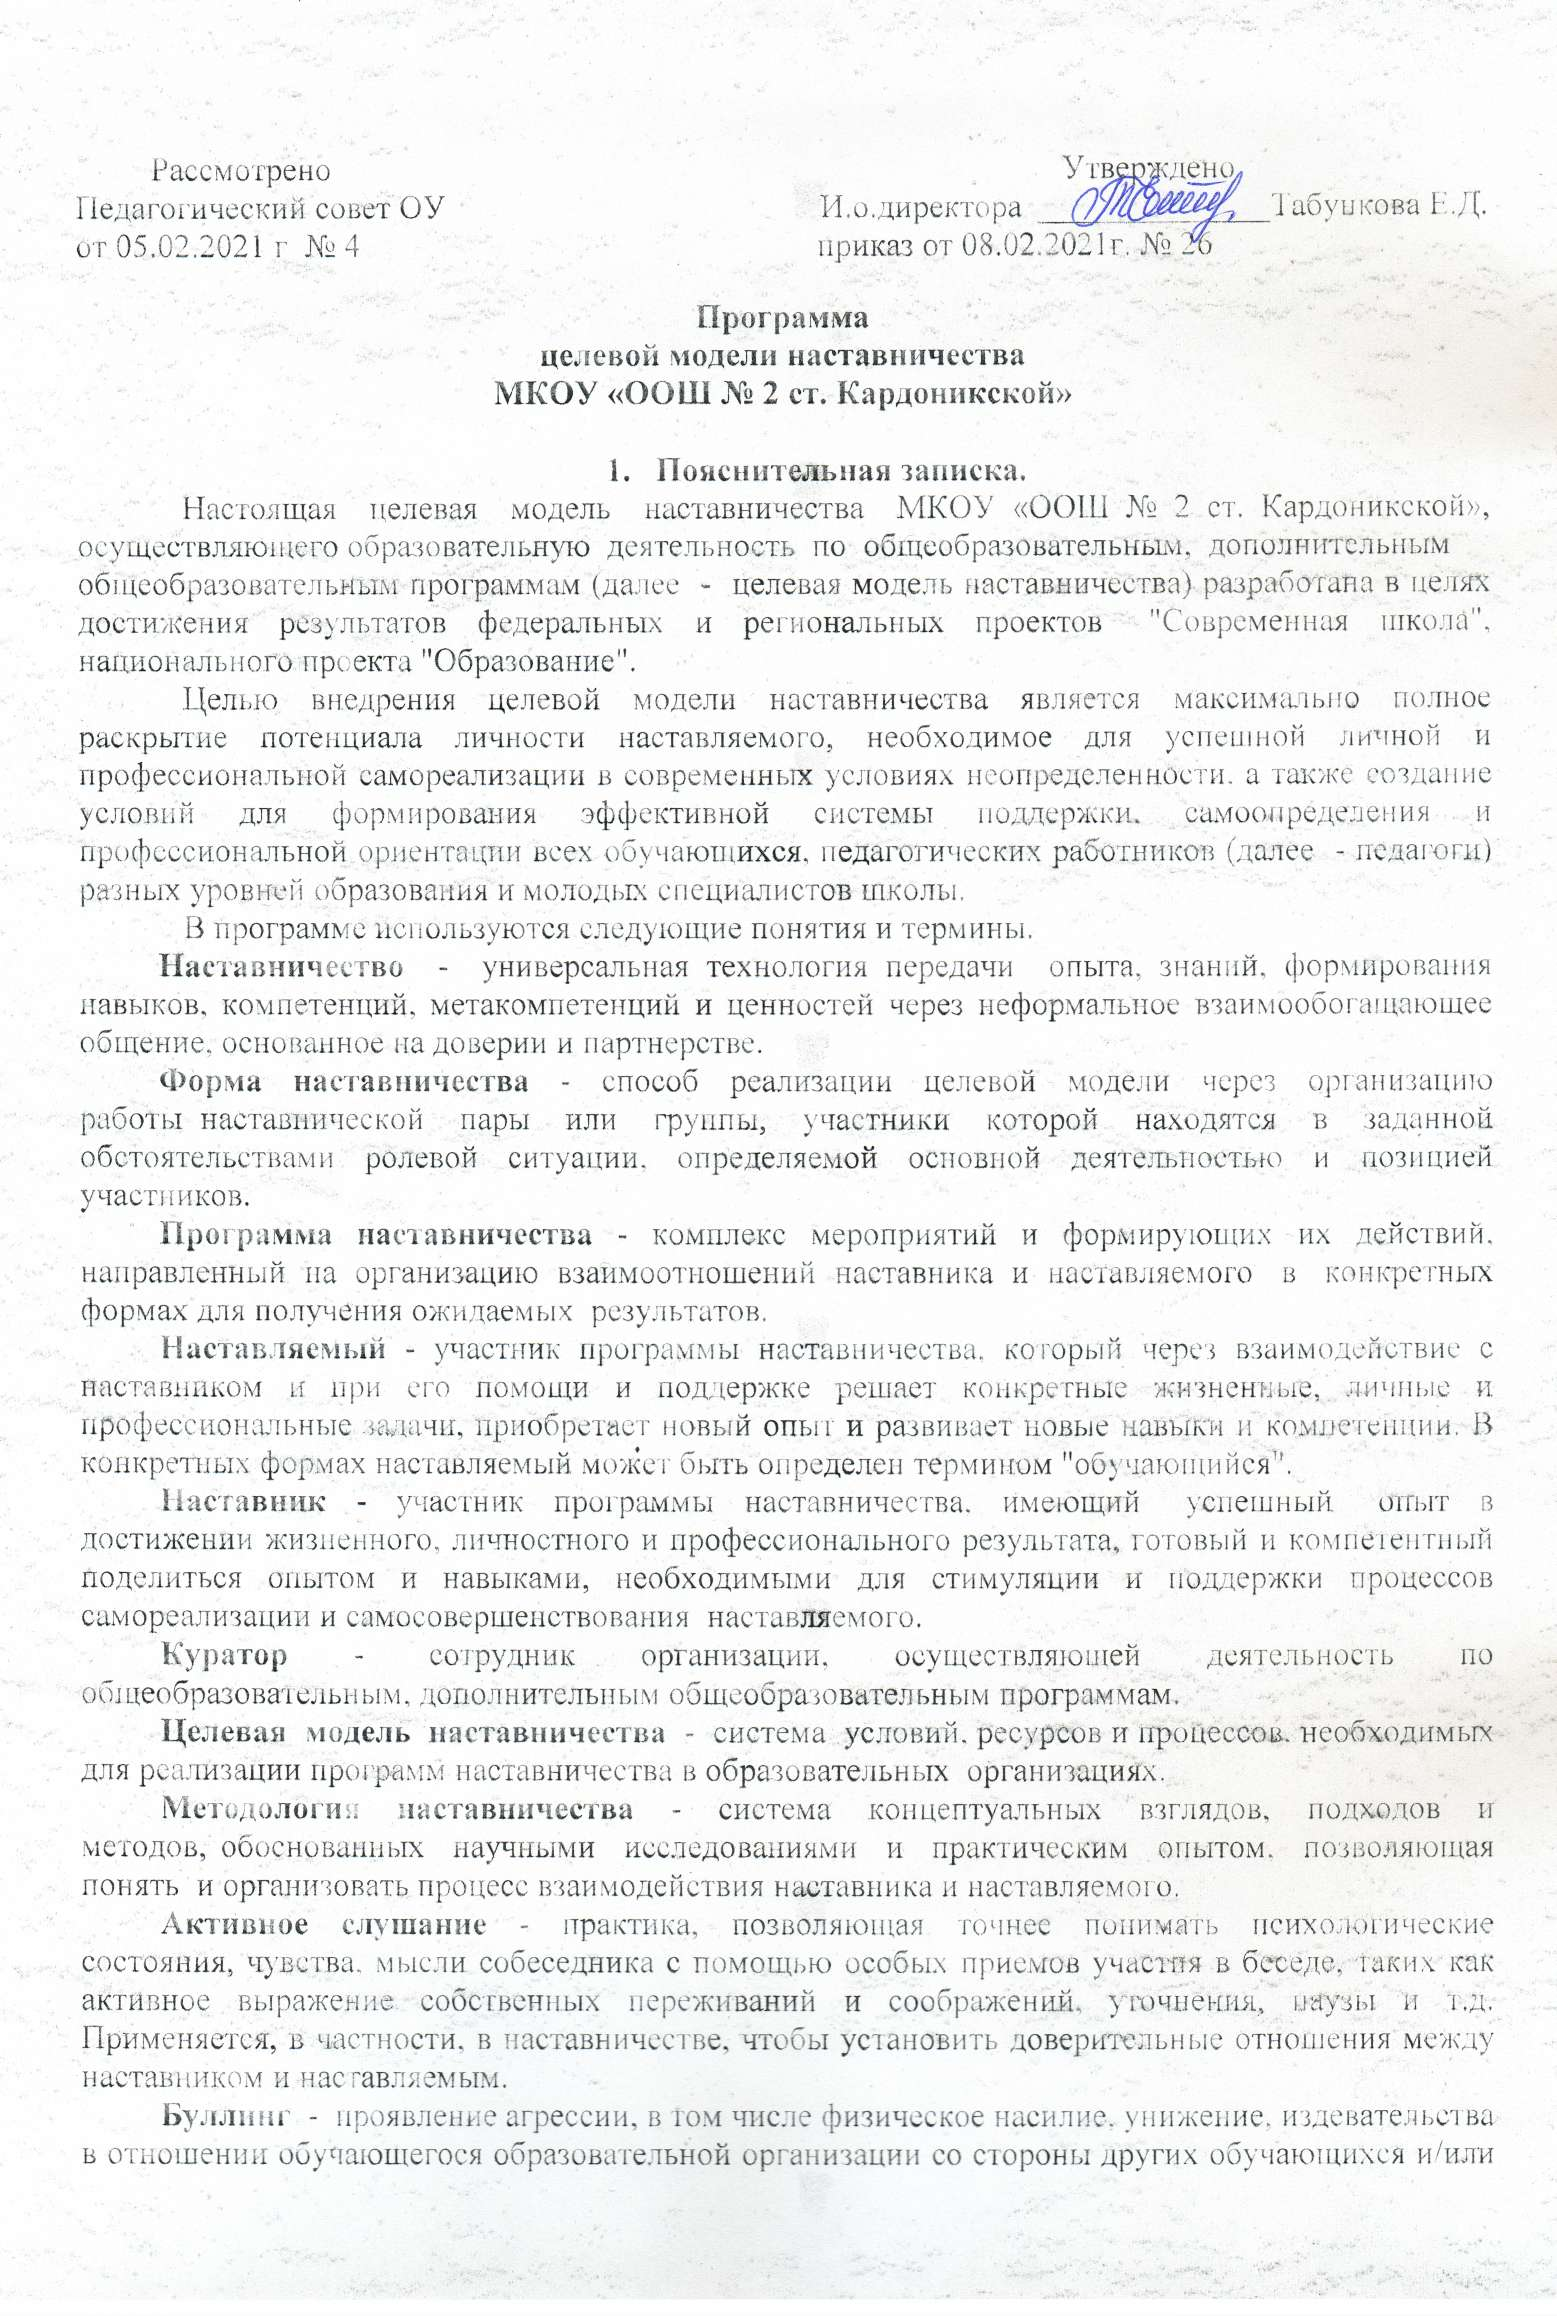 Рассмотрено
Утверждено
Педагогический совет ОУ
И.о.директора ______________Табункова Е.Д.
от 05.02.2021 г № 4
приказ от 08.02.2021г. № 26
Программа
целевой модели наставничества
МКОУ «ООШ № 2 ст. Кардоникской»
1. Пояснительная записка.
Настоящая целевая модель наставничества МКОУ «ООШ № 2 ст. Кардоникской»,
осуществляющего образовательную деятельность по общеобразовательным, дополнительным
общеобразовательным программам (далее - целевая модель наставничества) разработана в целях
достижения результатов федеральных и региональных проектов "Современная школа",
национального проекта "Образование".
Целью внедрения целевой модели наставничества является максимально полное
раскрытие потенциала личности наставляемого, необходимое для успешной личной и
профессиональной самореализации в современных условиях неопределенности, а также создание
условий для формирования эффективной системы поддержки, самоопределения и
профессиональной ориентации всех обучающихся, педагогических работников (далее - педагоги)
разных уровней образования и молодых специалистов школы.
В программе используются следующие понятия и термины.
Наставничество - универсальная технология передачи опыта, знаний, формирования
навыков, компетенций, метакомпетенций и ценностей через неформальное взаимообогащающее
общение, основанное на доверии и партнерстве.
Форма наставничества - способ реализации целевой модели через организацию
работы наставнической пары или группы, участники которой находятся в заданной
обстоятельствами ролевой ситуации, определяемой основной деятельностью и позицией
участников.
Программа наставничества - комплекс мероприятий и формирующих их действий,
направленный на организацию взаимоотношений наставника и наставляемого в конкретных
формах для получения ожидаемых результатов.
Наставляемый - участник программы наставничества, который через взаимодействие с
наставником и при его помощи и поддержке решает конкретные жизненные, личные и
профессиональные задачи, приобретает новый опыт и развивает новые навыки и компетенции. В
конкретных формах наставляемый может быть определен термином "обучающийся".
Наставник - участник программы наставничества, имеющий успешный опыт в
достижении жизненного, личностного и профессионального результата, готовый и компетентный
поделиться опытом и навыками, необходимыми для стимуляции и поддержки процессов
самореализации и самосовершенствования наставляемого.
Куратор - сотрудник организации, осуществляющей деятельность по
общеобразовательным, дополнительным общеобразовательным программам.
Целевая модель наставничества - система условий, ресурсов и процессов, необходимых
для реализации программ наставничества в образовательных организациях.
Методология наставничества - система концептуальных взглядов, подходов и
методов, обоснованных научными исследованиями и практическим опытом, позволяющая
понять и организовать процесс взаимодействия наставника и наставляемого.
Активное слушание - практика, позволяющая точнее понимать психологические
состояния, чувства, мысли собеседника с помощью особых приемов участия в беседе, таких как
активное выражение собственных переживаний и соображений, уточнения, паузы и т.д.
Применяется, в частности, в наставничестве, чтобы установить доверительные отношения между
наставником и наставляемым.
Буллинг - проявление агрессии, в том числе физическое насилие, унижение, издевательства
в отношении обучающегося образовательной организации со стороны других обучающихся и/или